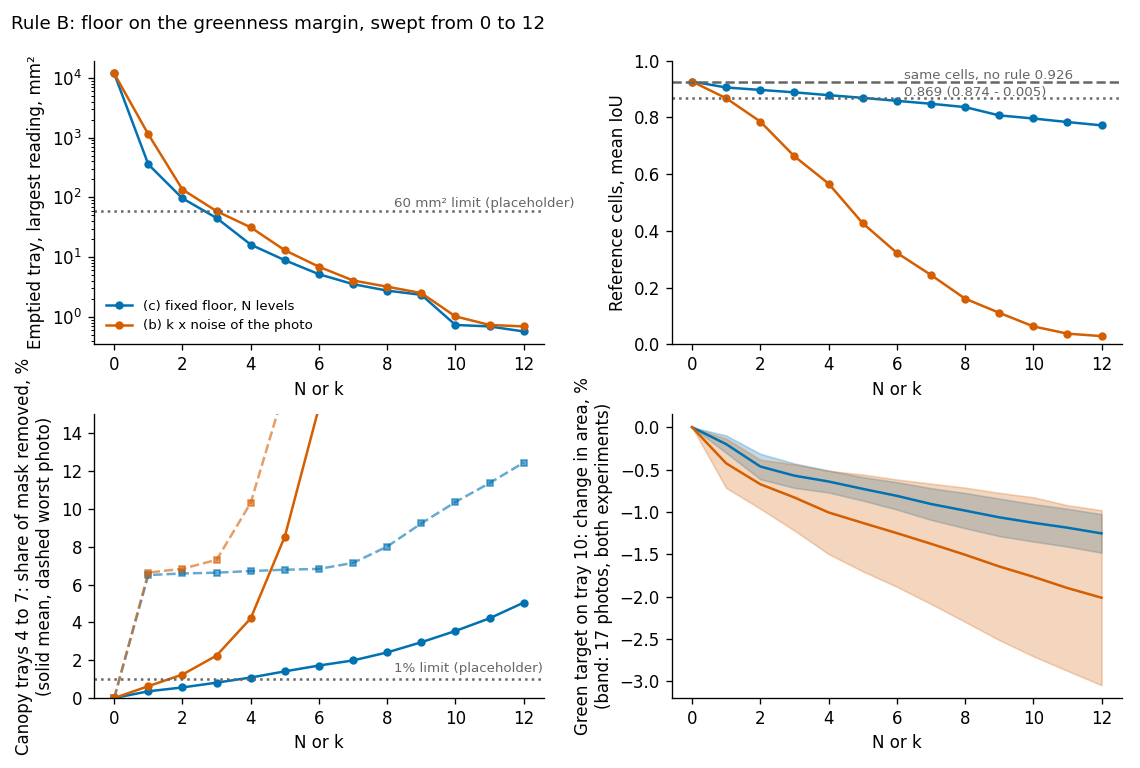 Rule B: floor on the greenness margin, swept from 0 to 12
Emptied tray, largest reading, mm²
10⁴
10³
10²
10¹
10⁰
60 mm² limit (placeholder)
(c) fixed floor, N levels
(b) k x noise of the photo
0 2 4 6 8 10 12
N or k
Reference cells, mean IoU
1.0
0.8
0.6
0.4
0.2
0.0
same cells, no rule 0.926
0.869 (0.874 - 0.005)
0 2 4 6 8 10 12
N or k
Canopy trays 4 to 7: share of mask removed, %
(solid mean, dashed worst photo)
14
12
10
8
6
4
2
0
1% limit (placeholder)
0 2 4 6 8 10 12
N or k
Green target on tray 10: change in area, %
(band: 17 photos, both experiments)
0.0
−0.5
−1.0
−1.5
−2.0
−2.5
−3.0
0 2 4 6 8 10 12
N or k